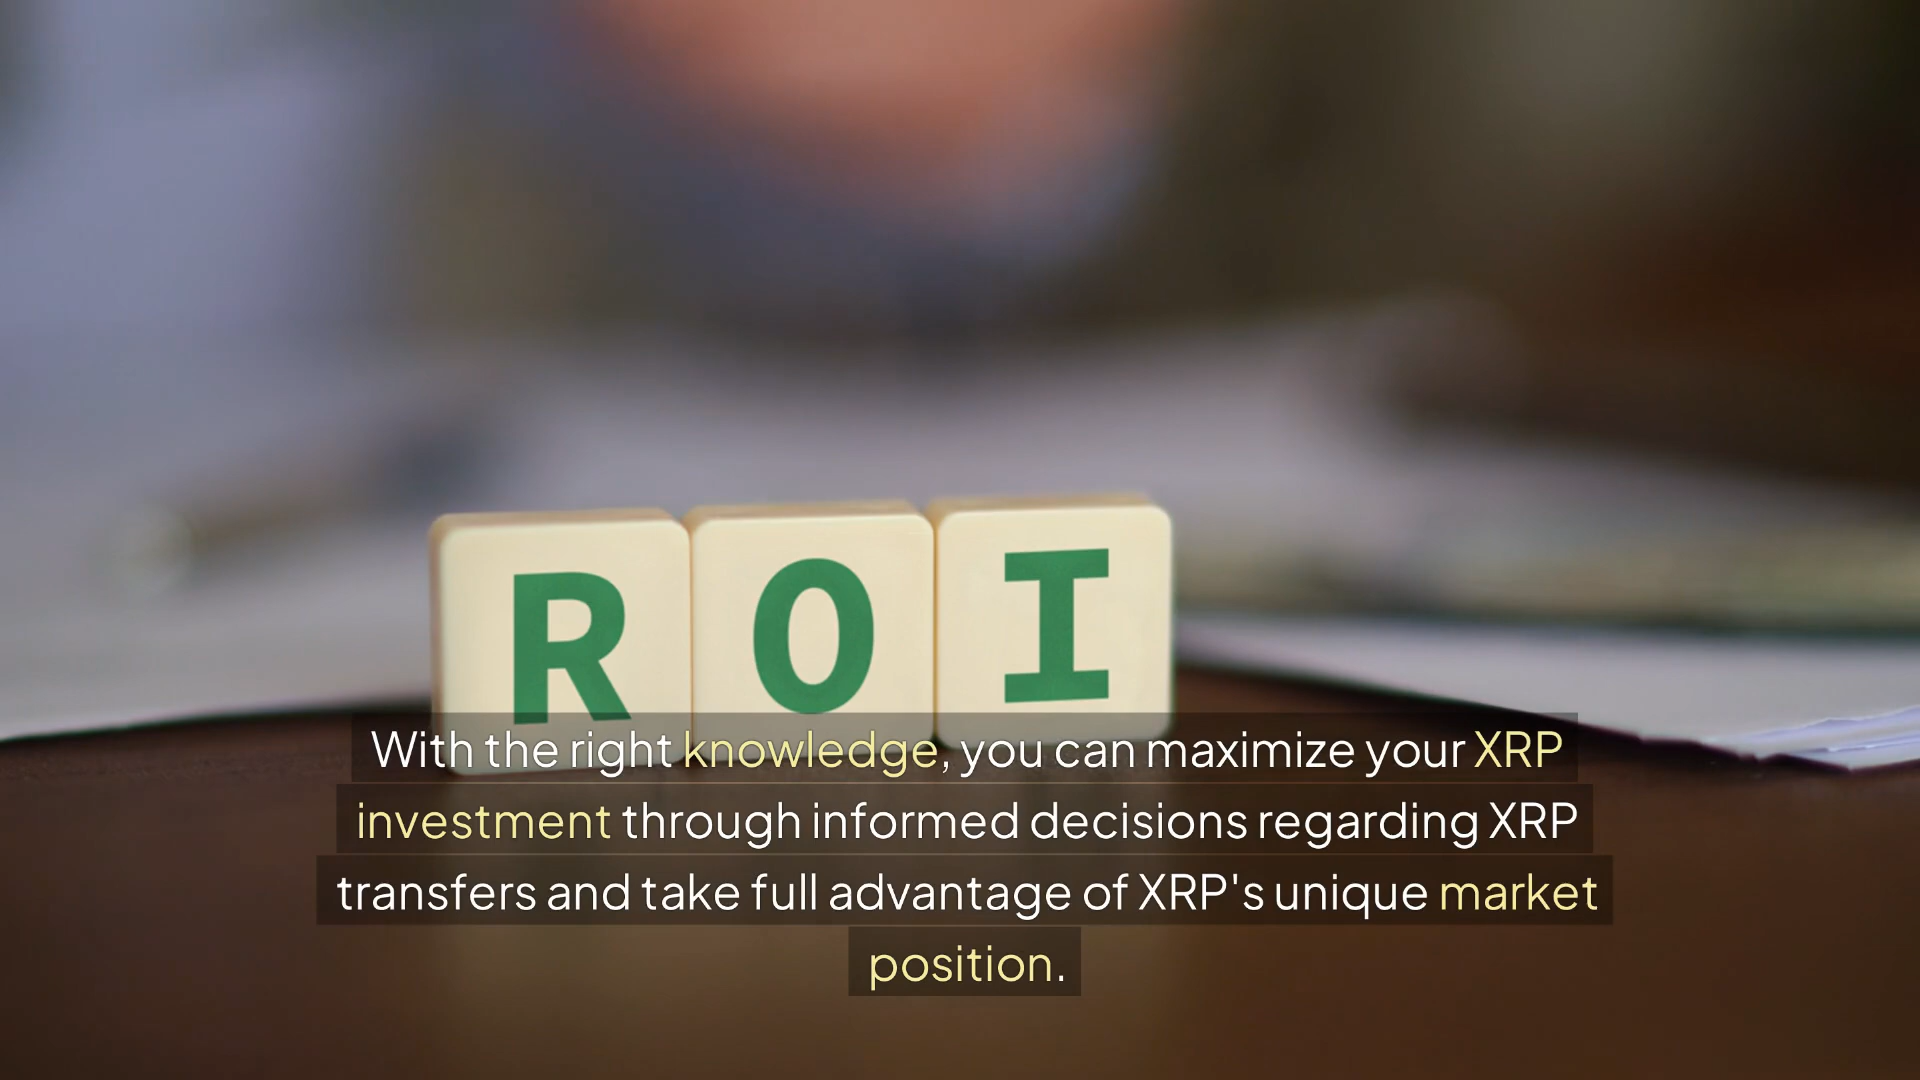 ROI
With the right knowledge, you can maximize your XRP
investment through informed decisions regarding XRP
transfers and take full advantage of XRP's unique market
position.